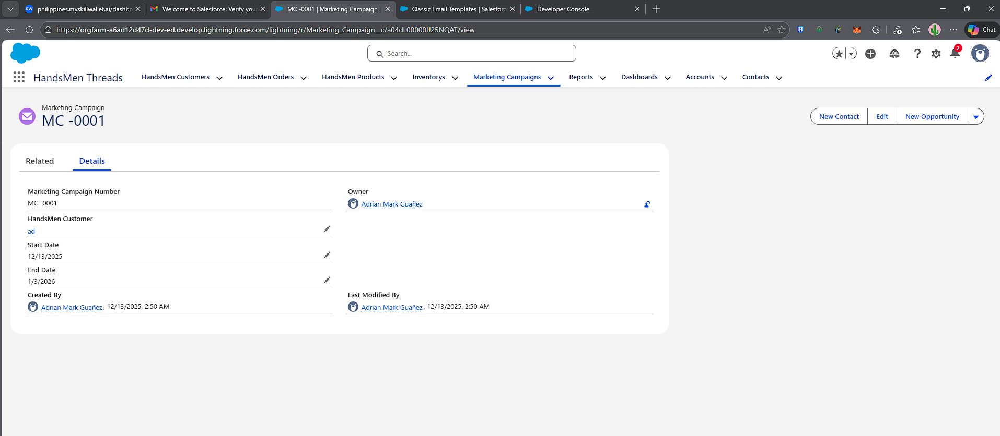 SW philippines.myskillwallet.ai/dashbo
Welcome to Salesforce: Verify your
MC -0001 | Marketing Campaign |
Classic Email Templates | Salesforc
Developer Console
https://orgfarm-a6ad12d47d-dev-ed.develop.lightning.force.com/lightning/r/Marketing_Campaign__c/a04dL00000IJ25NQAT/view
Chat
Search...
2
HandsMen Threads
HandsMen Customers
HandsMen Orders
HandsMen Products
Inventorys
Marketing Campaigns
Reports
Dashboards
Accounts
Contacts
Marketing Campaign
MC -0001
New Contact
Edit
New Opportunity
Related
Details
Marketing Campaign Number
MC -0001
Owner
Adrian Mark Guañez
HandsMen Customer
ad
Start Date
12/13/2025
End Date
1/3/2026
Created By
Adrian Mark Guañez, 12/13/2025, 2:50 AM
Last Modified By
Adrian Mark Guañez, 12/13/2025, 2:50 AM